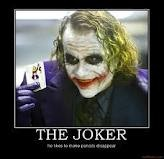 THE JOKER
he likes to make pencils disappear